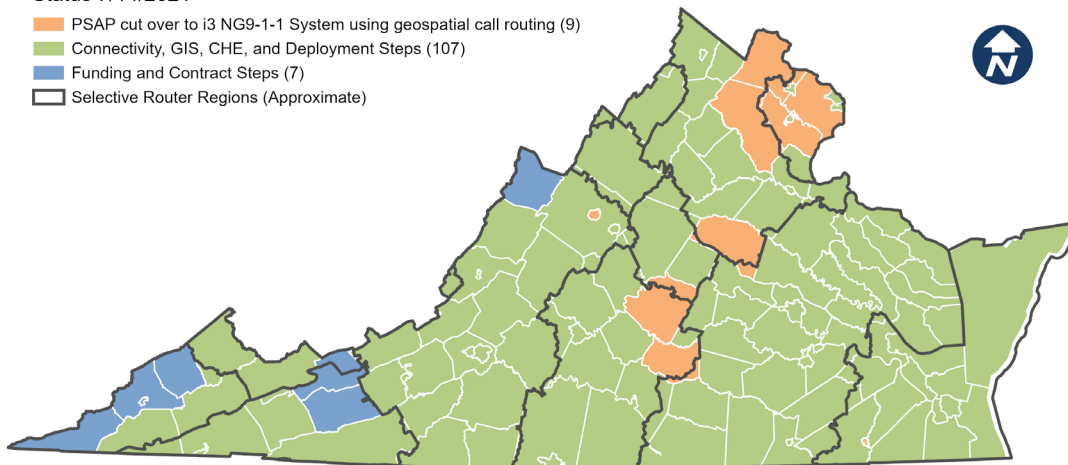 PSAP cut over to i3 NG9-1-1 System using geospatial call routing (9)
Connectivity, GIS, CHE, and Deployment Steps (107)
Funding and Contract Steps (7)
Selective Router Regions (Approximate)
N